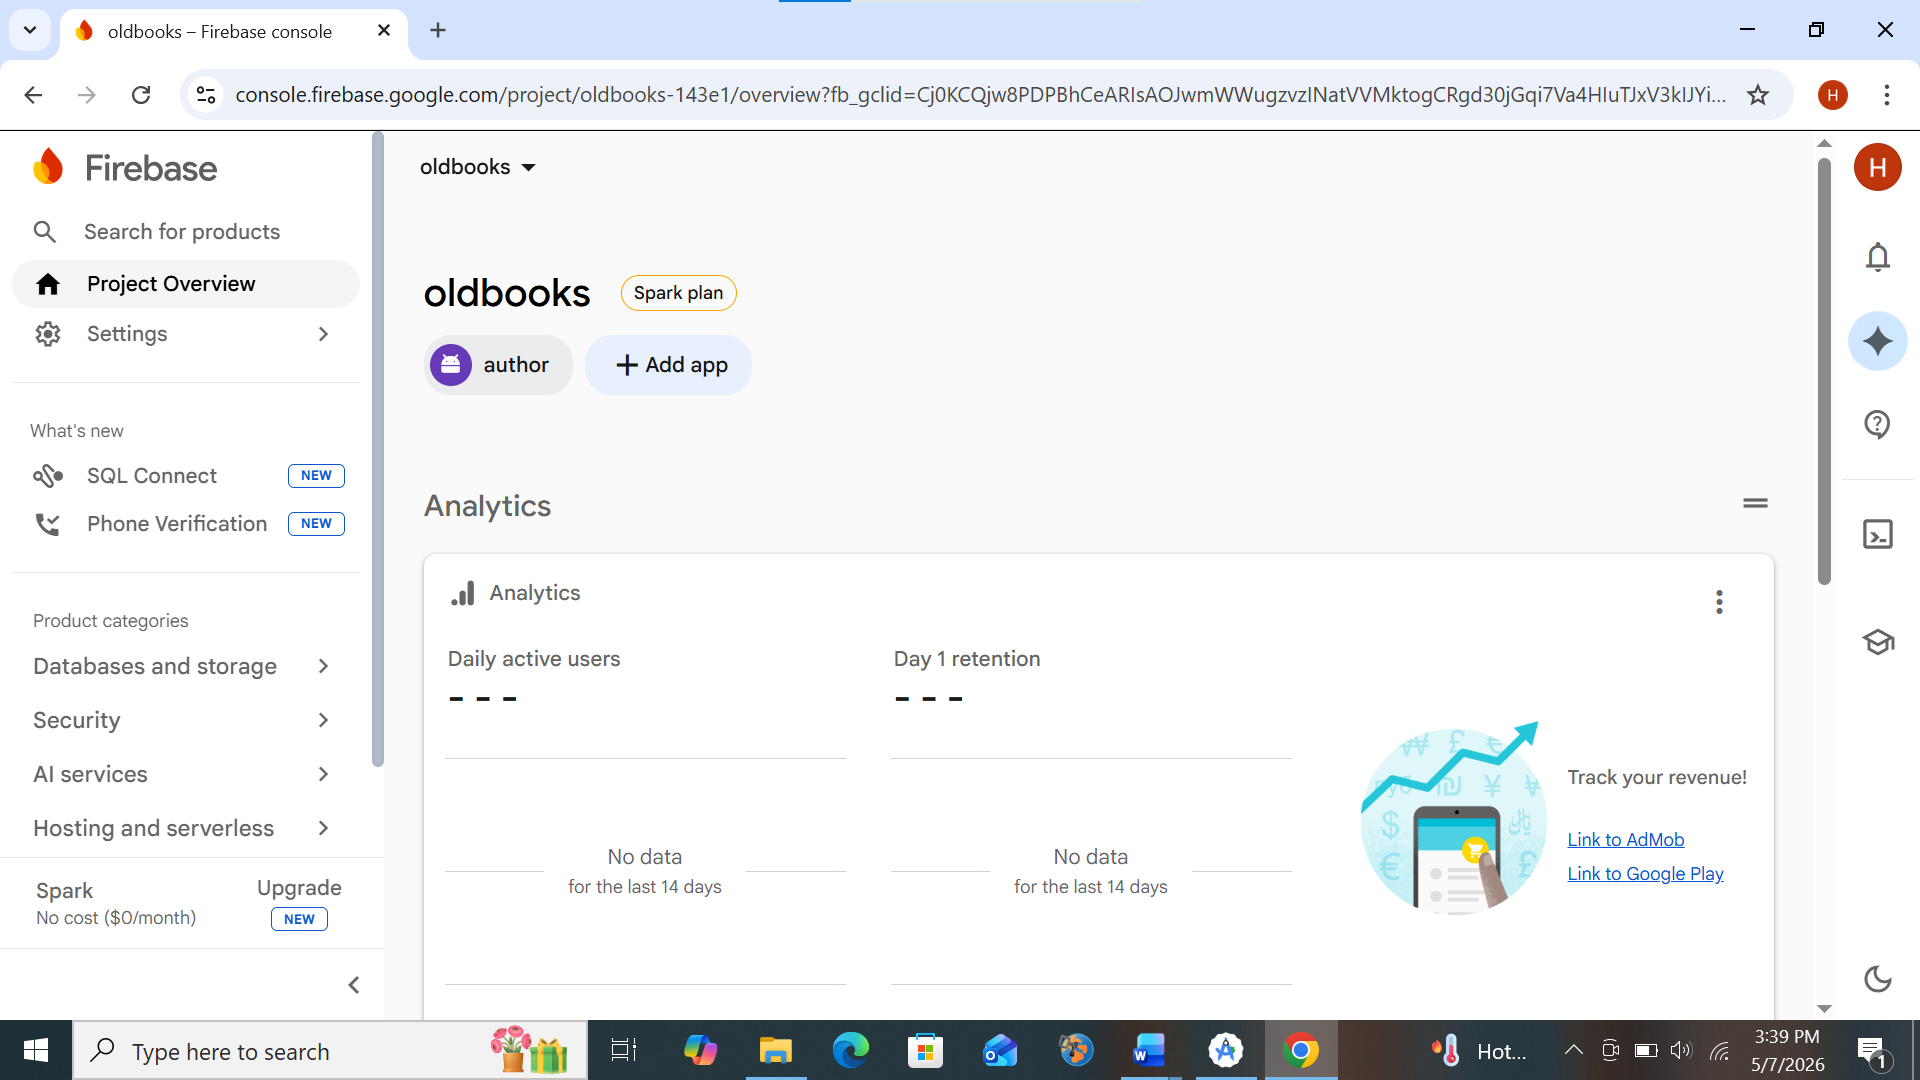 oldbooks – Firebase console
console.firebase.google.com/project/oldbooks-143e1/overview?fb_gclid=Cj0KCQjw8PDPBhCeARIsAOJwmWWugzvzINatVVMktogCRgd30jGqi7Va4HIuTJxV3kIJYi...
H
Firebase
Search for products
Project Overview
Settings
What's new
SQL Connect NEW
Phone Verification NEW
Product categories
Databases and storage
Security
AI services
Hosting and serverless
Spark
No cost ($0/month)
Upgrade
NEW
oldbooks
oldbooks Spark plan
author
Add app
Analytics
Analytics
Daily active users
- - -
No data
for the last 14 days
Day 1 retention
- - -
No data
for the last 14 days
Track your revenue!
Link to AdMob
Link to Google Play
H
Type here to search
Hot...
3:39 PM
5/7/2026
1